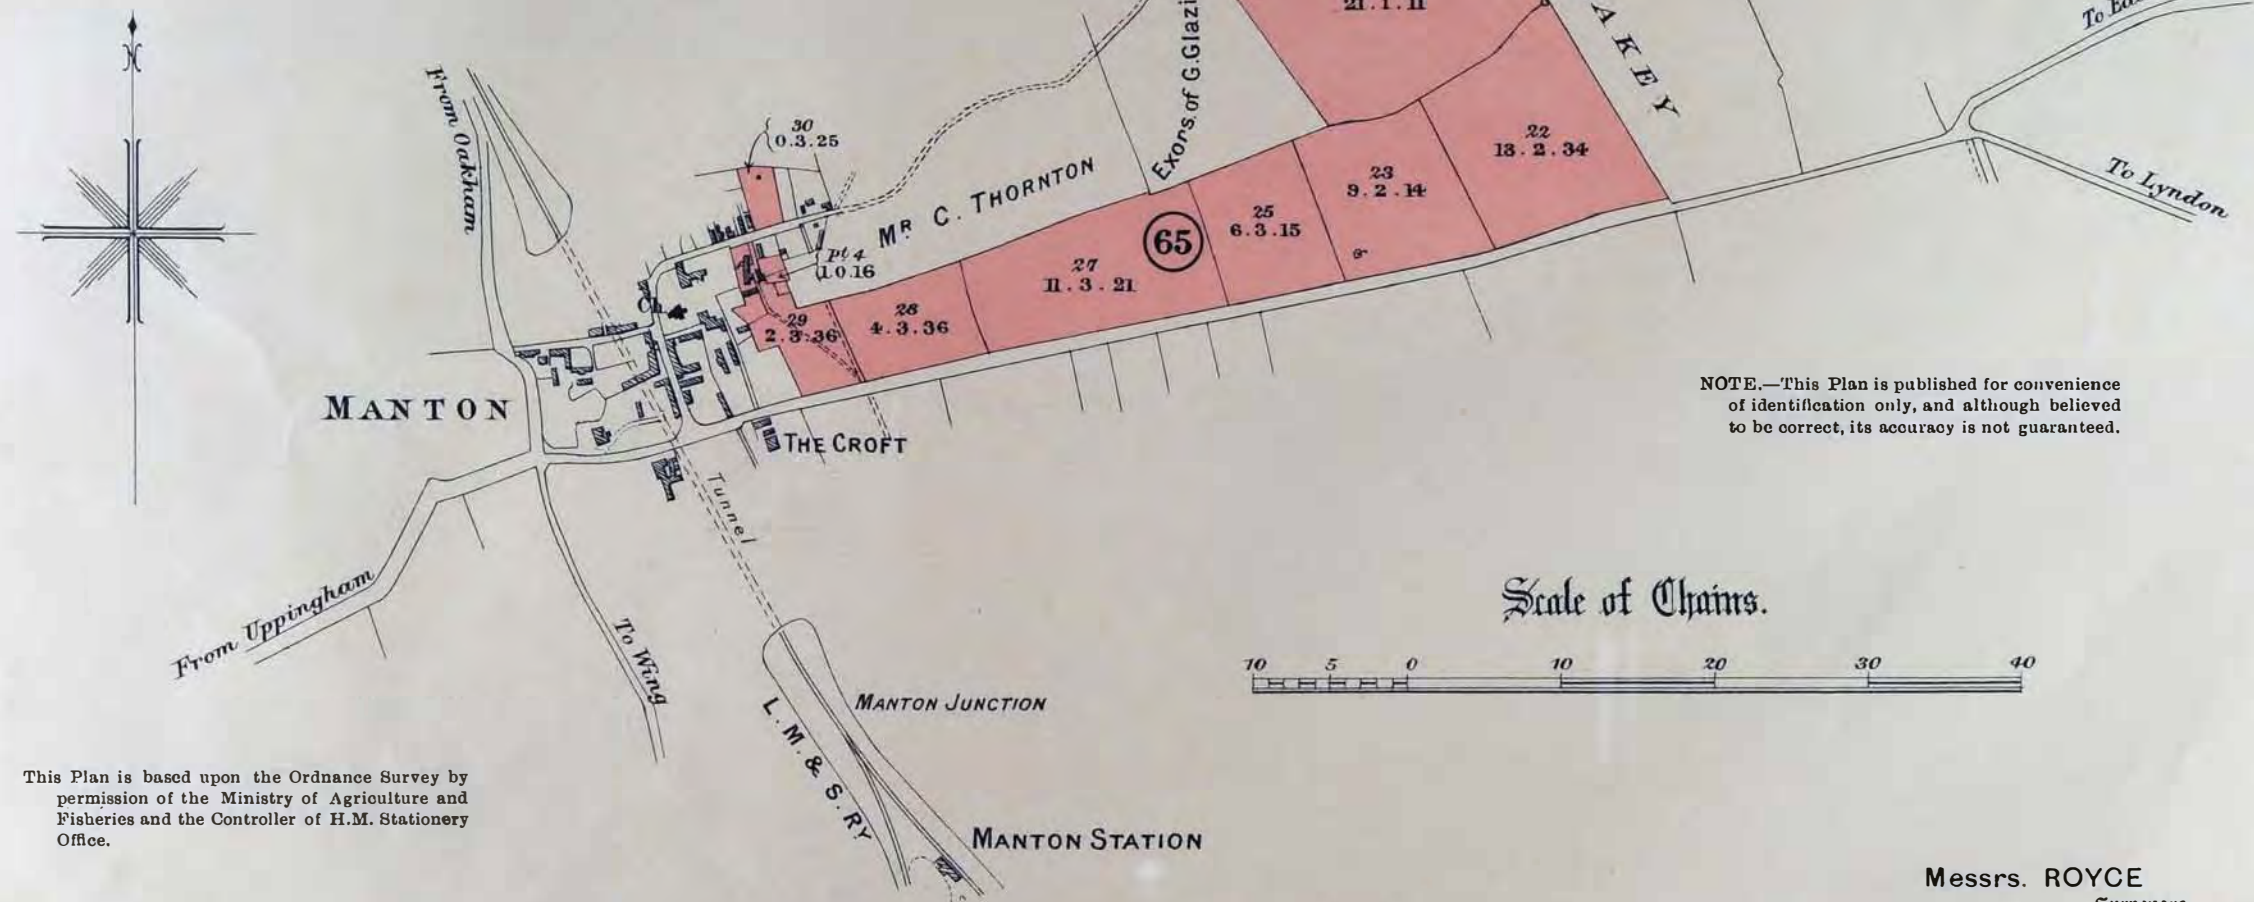 21.1.11
AKEY
Exors. of G. Glazi
From Oakham
N
30
0.3.25
Mr C. THORNTON
22
13.2.34
23
9.2.14
25
6.3.15
65
27
11.3.21
28
4.3.36
29
2.3.36
Pt 4
1.0.16
Ch.
To Lyndon
MANTON
THE CROFT
NOTE.—This Plan is published for convenience
of identification only, and although believed
to be correct, its accuracy is not guaranteed.
Tunnel
From Uppingham
To Wing
Scale of Chains.
10 5 0 10 20 30 40
MANTON JUNCTION
L. M. & S. RY
MANTON STATION
This Plan is based upon the Ordnance Survey by
permission of the Ministry of Agriculture and
Fisheries and the Controller of H.M. Stationery
Office.
Messrs. ROYCE